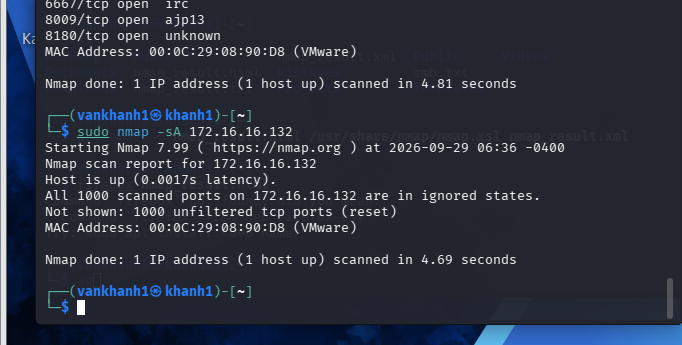 6667/tcp open  irc
8009/tcp open  ajp13
8180/tcp open  unknown
MAC Address: 00:0C:29:08:90:D8 (VMware)

Nmap done: 1 IP address (1 host up) scanned in 4.81 seconds

┌──(vankhanh1㉿khanh1)-[~]
└─$ sudo nmap -sA 172.16.16.132
Starting Nmap 7.99 ( https://nmap.org ) at 2026-09-29 06:36 -0400
Nmap scan report for 172.16.16.132
Host is up (0.0017s latency).
All 1000 scanned ports on 172.16.16.132 are in ignored states.
Not shown: 1000 unfiltered tcp ports (reset)
MAC Address: 00:0C:29:08:90:D8 (VMware)

Nmap done: 1 IP address (1 host up) scanned in 4.69 seconds

┌──(vankhanh1㉿khanh1)-[~]
└─$